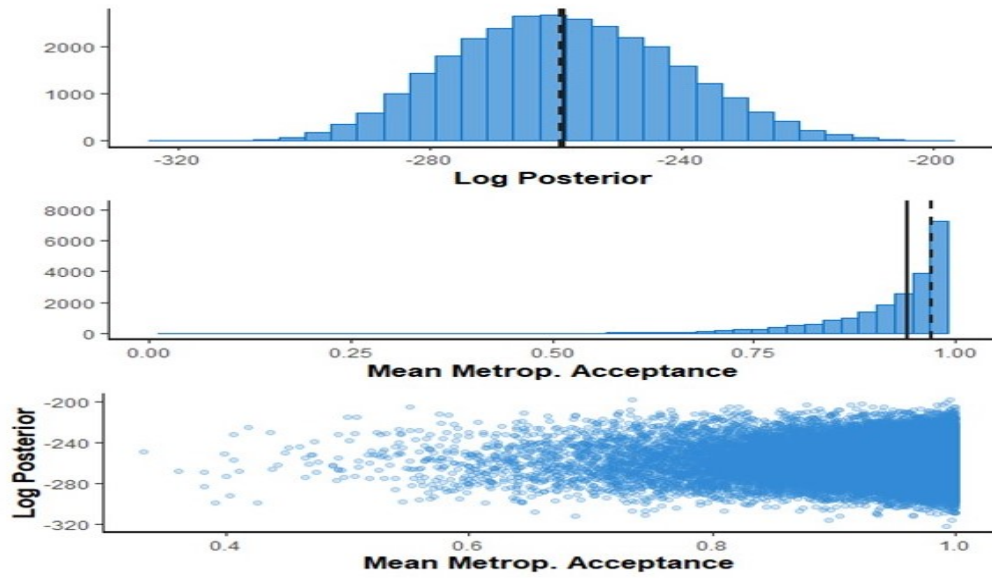 2000
1000
0
-320 -280 -240 -200
Log Posterior
8000
6000
4000
2000
0
0.00 0.25 0.50 0.75 1.00
Mean Metrop. Acceptance
Log Posterior
-200
-240
-280
-320
0.4 0.6 0.8 1.0
Mean Metrop. Acceptance